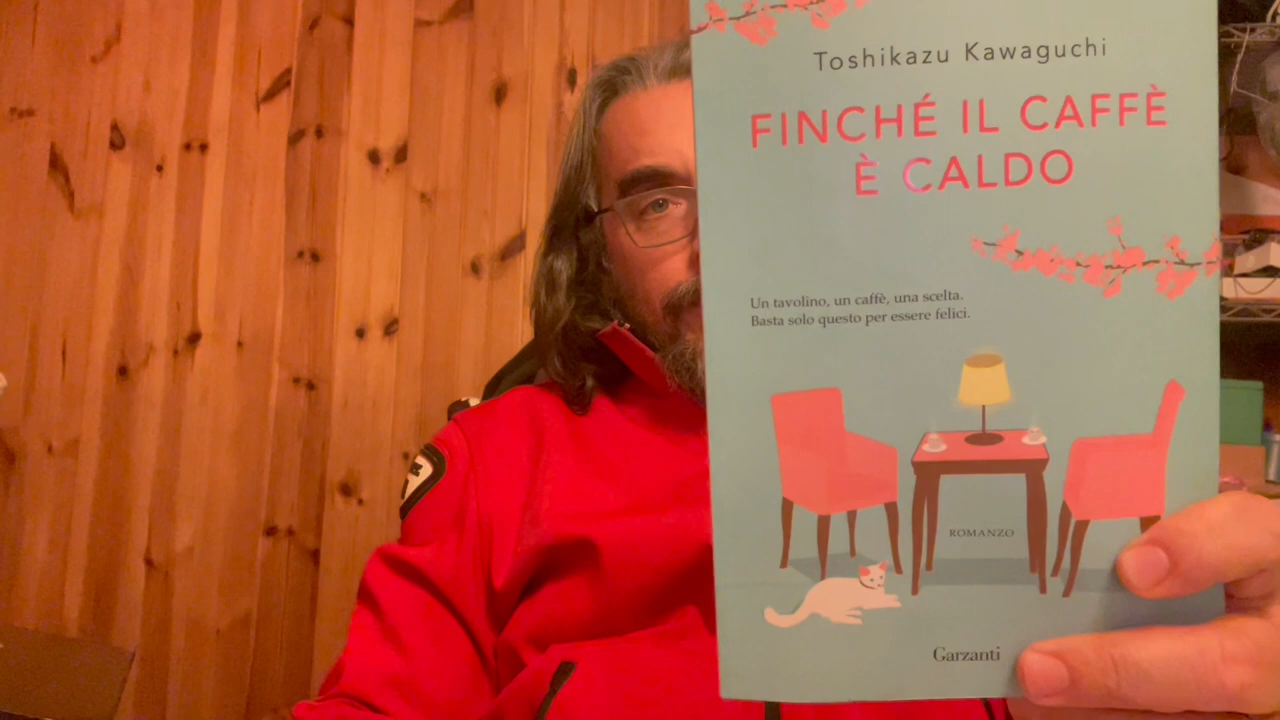 Toshikazu Kawaguchi
FINCHÉ IL CAFFÈ
È CALDO
Un tavolino, un caffè, una scelta.
Basta solo questo per essere felici.
ROMANZO
Garzanti